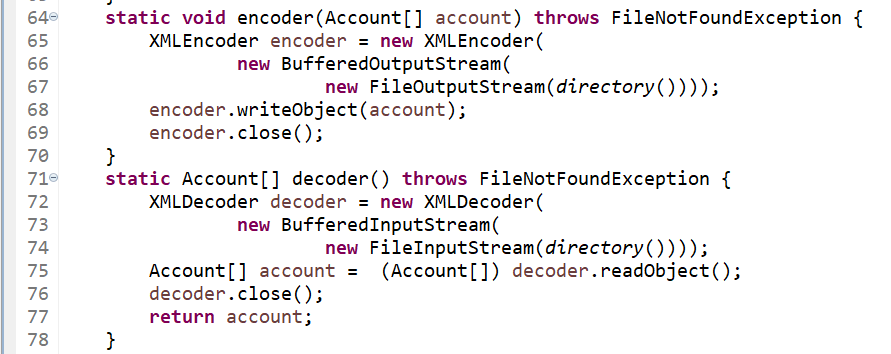 64 static void encoder(Account[] account) throws FileNotFoundException {
65 XMLEncoder encoder = new XMLEncoder(
66 new BufferedOutputStream(
67 new FileOutputStream(directory())));
68 encoder.writeObject(account);
69 encoder.close();
70 }
71 static Account[] decoder() throws FileNotFoundException {
72 XMLDecoder decoder = new XMLDecoder(
73 new BufferedInputStream(
74 new FileInputStream(directory())));
75 Account[] account =  (Account[]) decoder.readObject();
76 decoder.close();
77 return account;
78 }